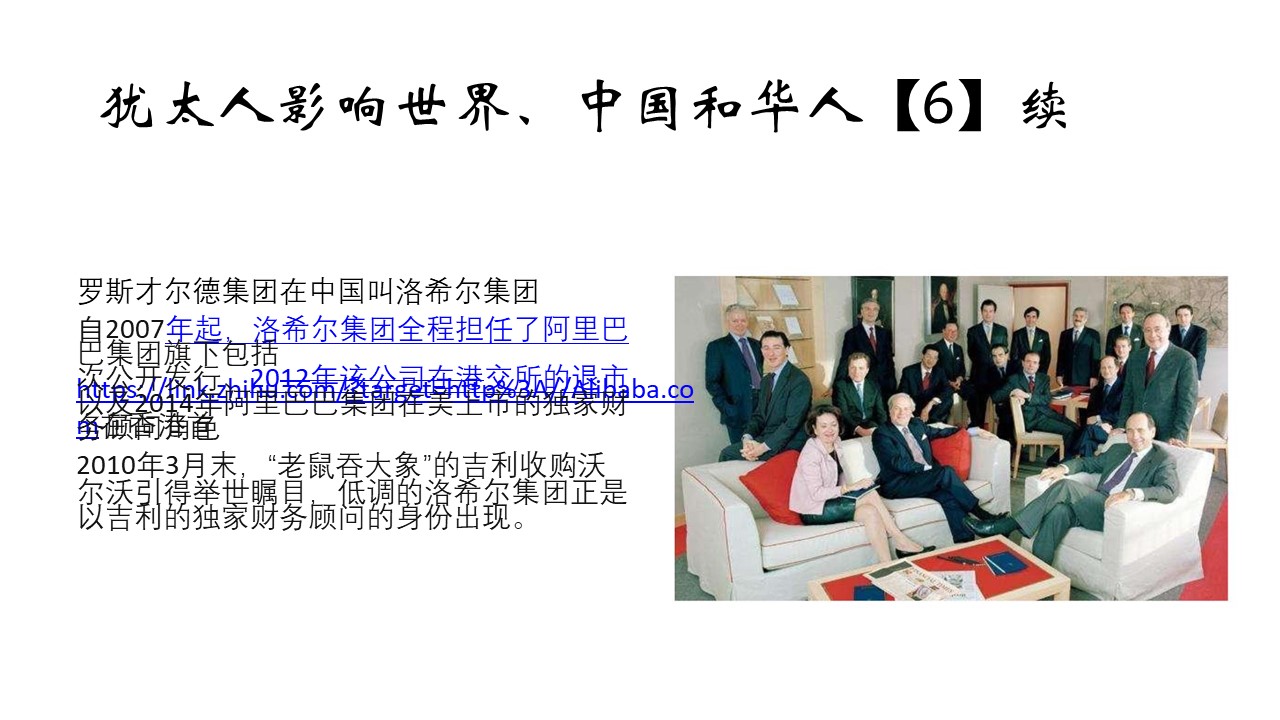 犹太人影响世界、中国和华人【6】续
罗斯才尔德集团在中国叫洛希尔集团
自2007年起，洛希尔集团全程担任了阿里巴
巴集团旗下包括
https://link.zhihu.com/?target=http%3A//Alibaba.co
m在香港首
次公开发行，2012年该公司在港交所的退市
以及2014年阿里巴巴集团在美上市的独家财
务顾问角色
2010年3月末，“老鼠吞大象”的吉利收购沃
尔沃引得举世瞩目，低调的洛希尔集团正是
以吉利的独家财务顾问的身份出现。
FINANCIAL TIMES